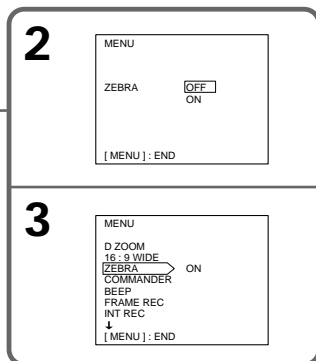 2
MENU
ZEBRA OFF
ON
[ MENU ] : END
3
MENU
D ZOOM
16 : 9 WIDE
ZEBRA ON
COMMANDER
BEEP
FRAME REC
INT REC
↓
[ MENU ] : END